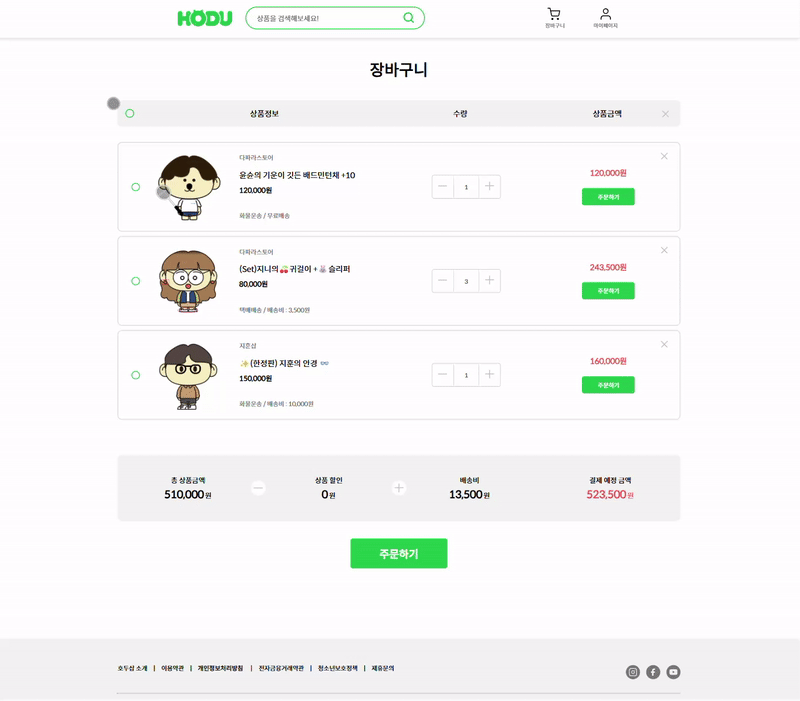 HODU
상품을 검색해보세요!
장바구니
마이페이지
장바구니
상품정보 수량 상품금액
다파라스토어
윤슨의 기운이 깃든 배드민턴채 +10
120,000원
화물운송 / 무료배송
1
120,000원
주문하기
다파라스토어
(Set)지니의🍒귀걸이 + 🐰 슬리퍼
80,000원
택배배송 / 배송비 : 3,500원
3
243,500원
주문하기
지훈샵
✨(한정판) 지훈의 안경 👓
150,000원
화물운송 / 배송비 : 10,000원
1
160,000원
주문하기
총 상품금액 상품 할인 배송비 결제 예정 금액
510,000원 - 0원 + 13,500원 523,500원
주문하기
호두샵 소개 | 이용약관 | 개인정보처리방침 | 전자금융거래약관 | 청소년보호정책 | 제휴문의